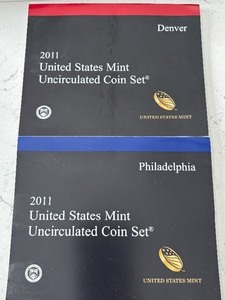 Denver
2011
United States Mint
Uncirculated Coin Set®
UNITED STATES MINT
Philadelphia
2011
United States Mint
Uncirculated Coin Set®
UNITED STATES MINT